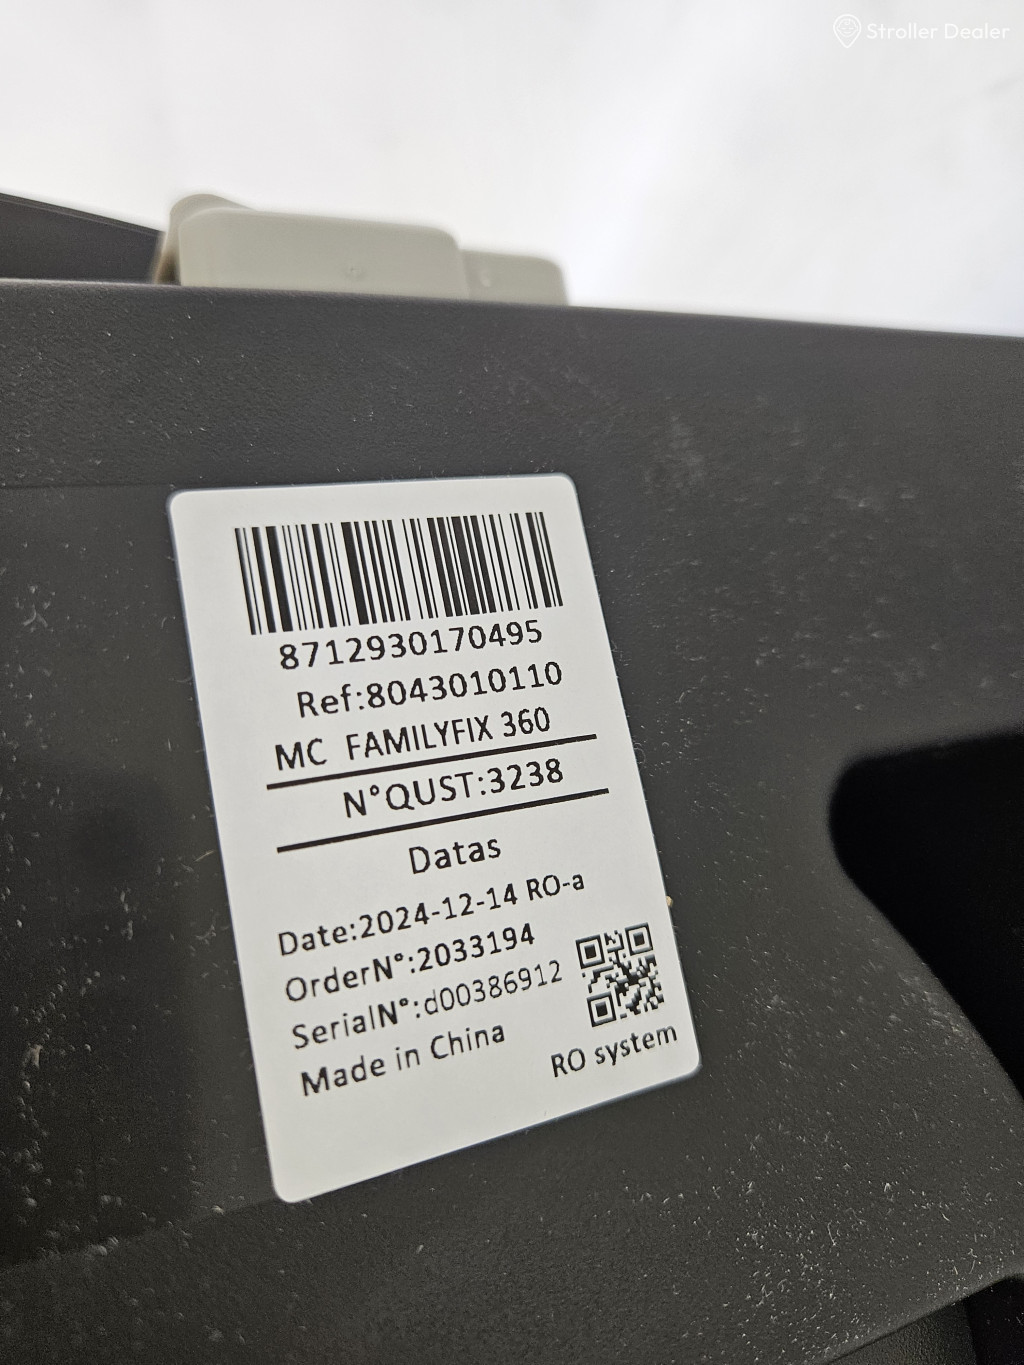 Stroller Dealer
8712930170495
Ref:8043010110
MC FAMILYFIX 360
N°QUST:3238
Datas
Date:2024-12-14 RO-a
OrderN°:2033194
SerialN°:d00386912
Made in China
RO system